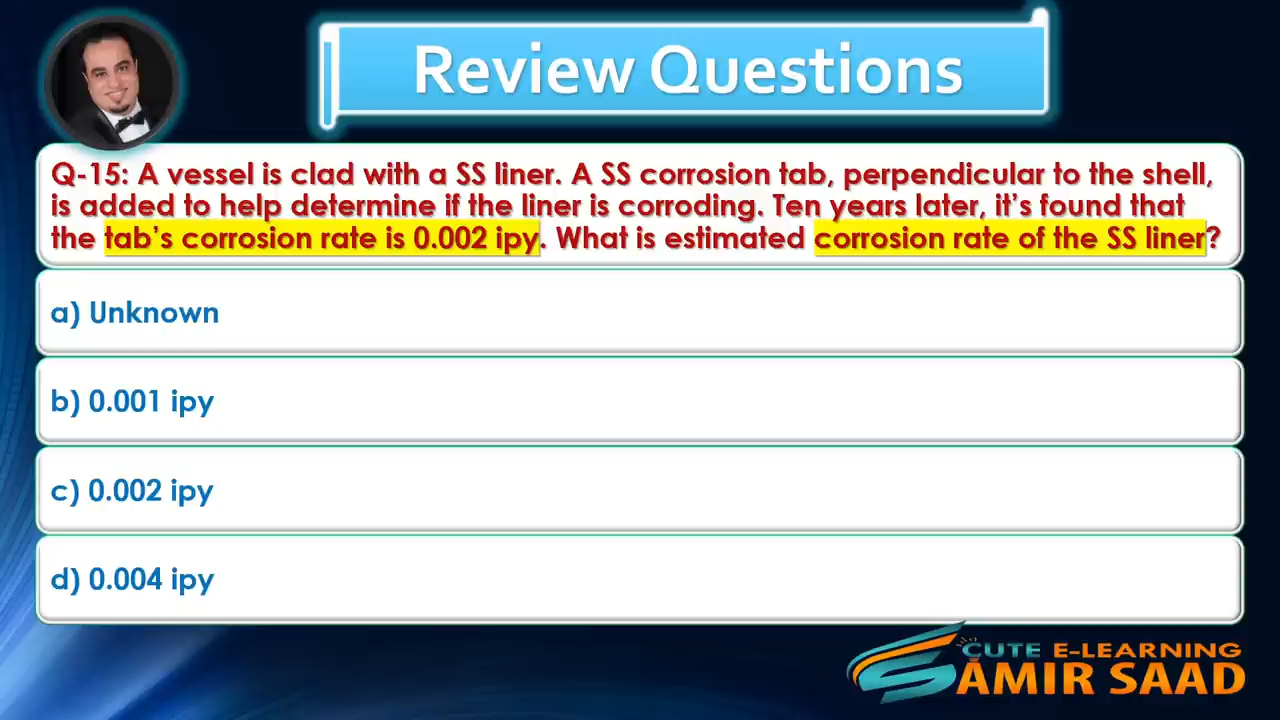 Review Questions
Q-15: A vessel is clad with a SS liner. A SS corrosion tab, perpendicular to the shell,
is added to help determine if the liner is corroding. Ten years later, it's found that
the tab's corrosion rate is 0.002 ipy. What is estimated corrosion rate of the SS liner?
a) Unknown
b) 0.001 ipy
c) 0.002 ipy
d) 0.004 ipy
CUTE E-LEARNING
AMIR SAAD